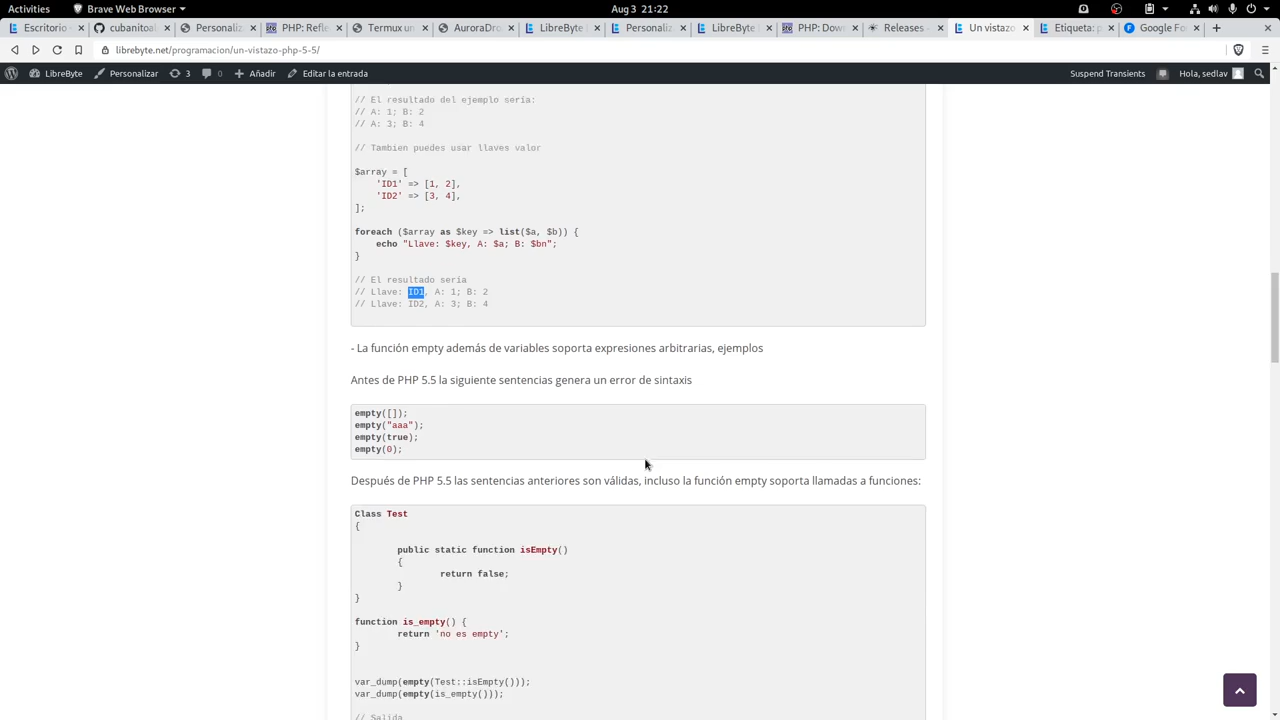 Activities
Brave Web Browser
Aug 3 21:22
Escritorio
cubanitoal
Personaliz
PHP: Refle
Termux un
AuroraDro
LibreByte
Personaliz
LibreByte
PHP: Dow
Releases
Un vistazo
Etiqueta: p
Google Fo
librebyte.net/programacion/un-vistazo-php-5-5/
LibreByte
Personalizar
3
0
Añadir
Editar la entrada
Suspend Transients
Hola, sedlav
// El resultado del ejemplo sería:
// A: 1; B: 2
// A: 3; B: 4
// Tambien puedes usar llaves valor
$array = [
'ID1' => [1, 2],
'ID2' => [3, 4],
];
foreach ($array as $key => list($a, $b)) {
echo "Llave: $key, A: $a; B: $bn";
}
// El resultado sería
// Llave: ID1, A: 1; B: 2
// Llave: ID2, A: 3; B: 4
- La función empty además de variables soporta expresiones arbitrarias, ejemplos
Antes de PHP 5.5 la siguiente sentencias genera un error de sintaxis
empty([]);
empty("aaa");
empty(true);
empty(0);
Después de PHP 5.5 las sentencias anteriores son válidas, incluso la función empty soporta llamadas a funciones:
Class Test
{
public static function isEmpty()
{
return false;
}
}
function is_empty() {
return 'no es empty';
}
var_dump(empty(Test::isEmpty()));
var_dump(empty(is_empty()));
// Salida